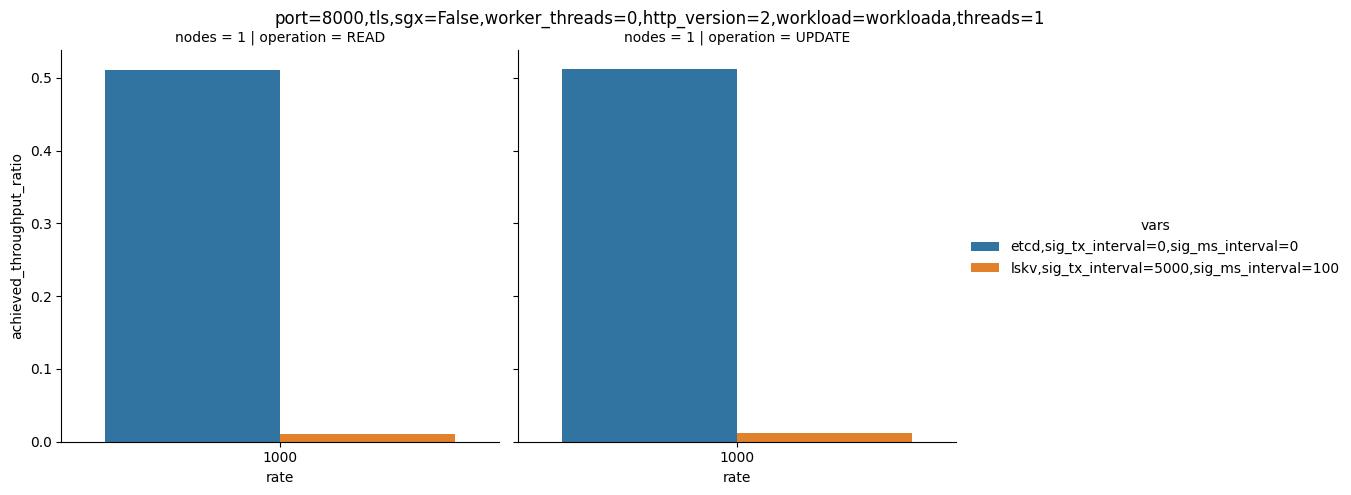 port=8000,tls,sgx=False,worker_threads=0,http_version=2,workload=workloada,threads=1
nodes = 1 | operation = READ
nodes = 1 | operation = UPDATE
achieved_throughput_ratio
0.5
0.4
0.3
0.2
0.1
0.0
1000
1000
rate
rate
vars
etcd,sig_tx_interval=0,sig_ms_interval=0
lskv,sig_tx_interval=5000,sig_ms_interval=100